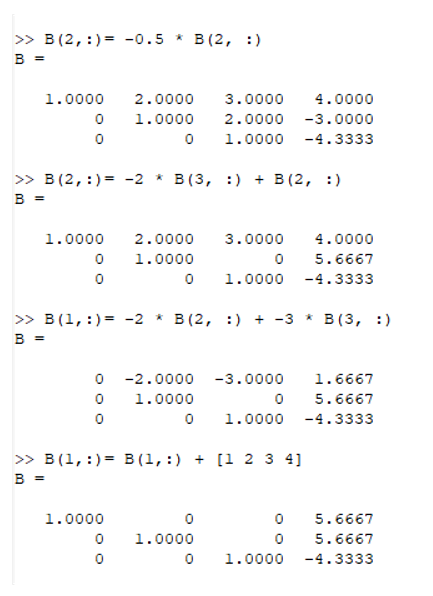 >> B(2,:)= -0.5 * B(2, :)
B =
1.0000 2.0000 3.0000 4.0000
0 1.0000 2.0000 -3.0000
0 0 1.0000 -4.3333
>> B(2,:)= -2 * B(3, :) + B(2, :)
B =
1.0000 2.0000 3.0000 4.0000
0 1.0000 0 5.6667
0 0 1.0000 -4.3333
>> B(1,:)= -2 * B(2, :) + -3 * B(3, :)
B =
0 -2.0000 -3.0000 1.6667
0 1.0000 0 5.6667
0 0 1.0000 -4.3333
>> B(1,:)= B(1,:) + [1 2 3 4]
B =
1.0000 0 0 5.6667
0 1.0000 0 5.6667
0 0 1.0000 -4.3333